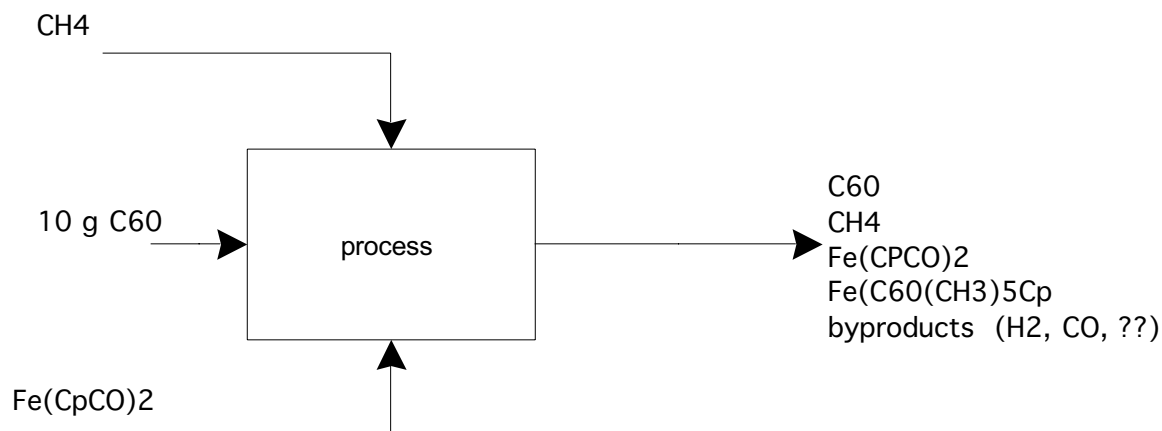 CH4
10 g C60
process
Fe(CpCO)2
C60
CH4
Fe(CPCO)2
Fe(C60(CH3)5Cp
byproducts (H2, CO, ??)